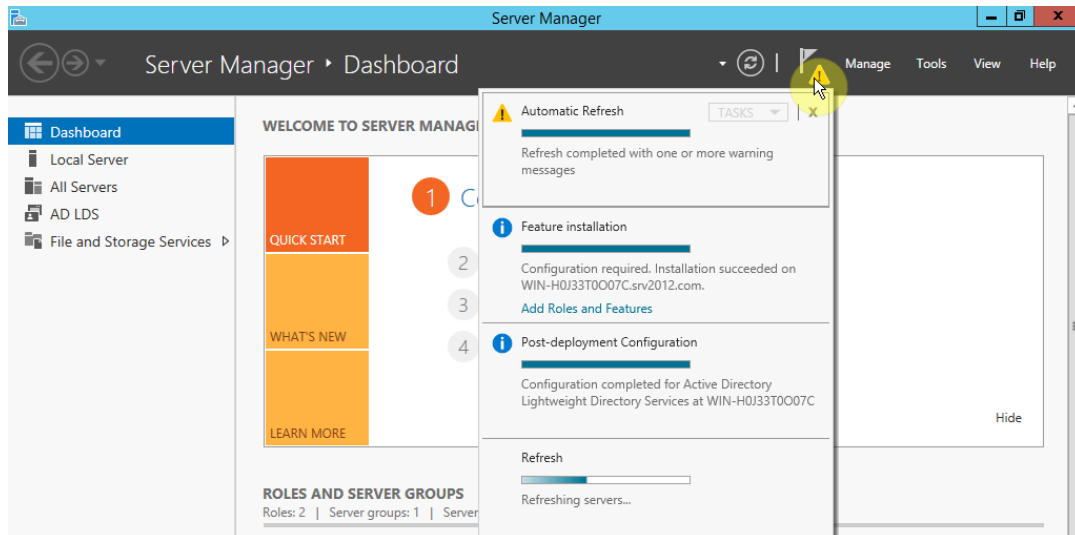 Server Manager
Server Manager • Dashboard
Manage Tools View Help
Dashboard
Local Server
All Servers
AD LDS
File and Storage Services
WELCOME TO SERVER MANAG
QUICK START
WHAT'S NEW
LEARN MORE
1
2
3
4
Automatic Refresh
TASKS
X
Refresh completed with one or more warning
messages
Feature installation
Configuration required. Installation succeeded on
WIN-H0J33T0O07C.srv2012.com.
Add Roles and Features
Post-deployment Configuration
Configuration completed for Active Directory
Lightweight Directory Services at WIN-H0J33T0O07C
Refresh
Refreshing servers...
Hide
ROLES AND SERVER GROUPS
Roles: 2 | Server groups: 1 | Server